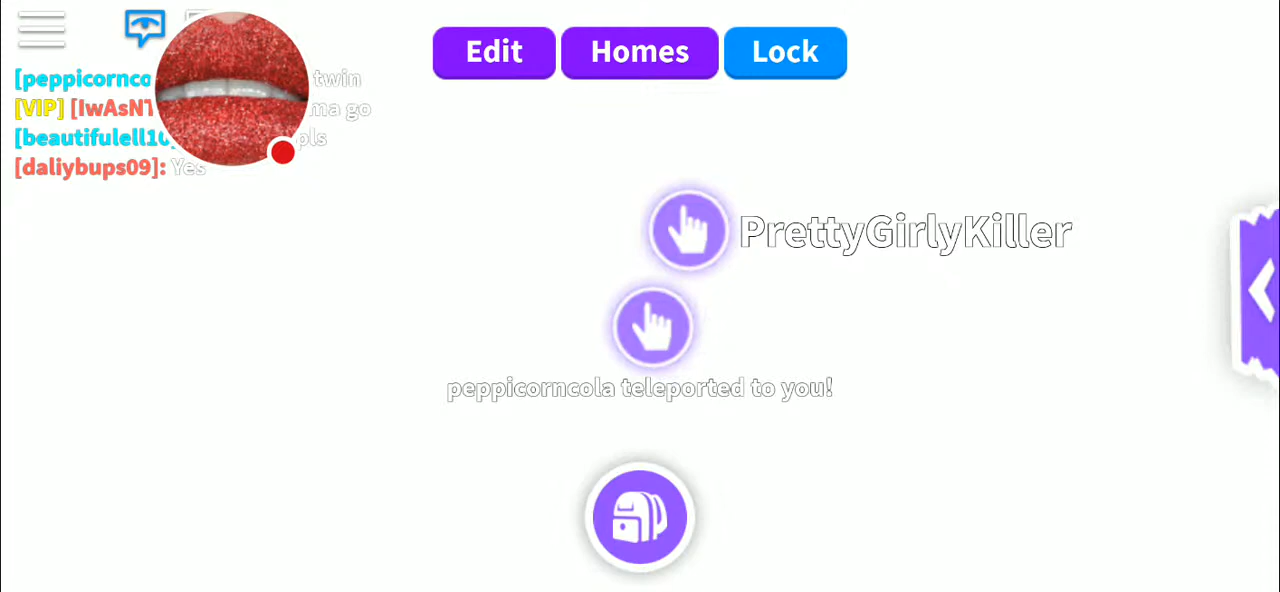 Edit Homes Lock
[peppicornco twin
[VIP] [IwAsNT ma go
[beautifulell10 pls
[daliybups09]: Yes
PrettyGirlyKiller
peppicorncola teleported to you!